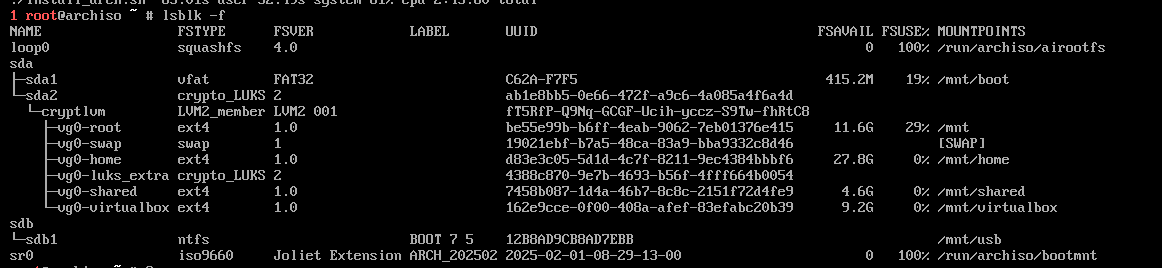 1 root@archiso ~ # lsblk -f
NAME FSTYPE FSVER LABEL UUID FSAVAIL FSUSE% MOUNTPOINTS
loop0 squashfs 4.0 0 100% /run/archiso/airootfs
sda
├─sda1 vfat FAT32 C62A-F7F5 415.2M 19% /mnt/boot
└─sda2 crypto_LUKS 2 ab1e8bb5-0e66-472f-a9c6-4a085a4f6a4d
└─cryptlvm LVM2_member LVM2 001 fT5RfP-Q9Nq-GCGF-Ucih-yccz-S9Tw-fhRtC8
├─vg0-root ext4 1.0 be55e99b-b6ff-4eab-9062-7eb01376e415 11.6G 29% /mnt
├─vg0-swap swap 1 19021ebf-b7a5-48ca-83a9-bba9332c8d46 [SWAP]
├─vg0-home ext4 1.0 d83e3c05-5d1d-4c7f-8211-9ec4384bbbf6 27.8G 0% /mnt/home
├─vg0-luks_extra crypto_LUKS 2 4388c870-9e7b-4693-b56f-4fff664b0054
├─vg0-shared ext4 1.0 7458b087-1d4a-46b7-8c8c-2151f72d4fe9 4.6G 0% /mnt/shared
└─vg0-virtualbox ext4 1.0 162e9cce-0f00-408a-afef-83efabc20b39 9.2G 0% /mnt/virtualbox
sdb
└─sdb1 ntfs BOOT 7 5 12B8AD9CB8AD7EBB /mnt/usb
sr0 iso9660 Joliet Extension ARCH_202502 2025-02-01-08-29-13-00 0 100% /run/archiso/bootmnt